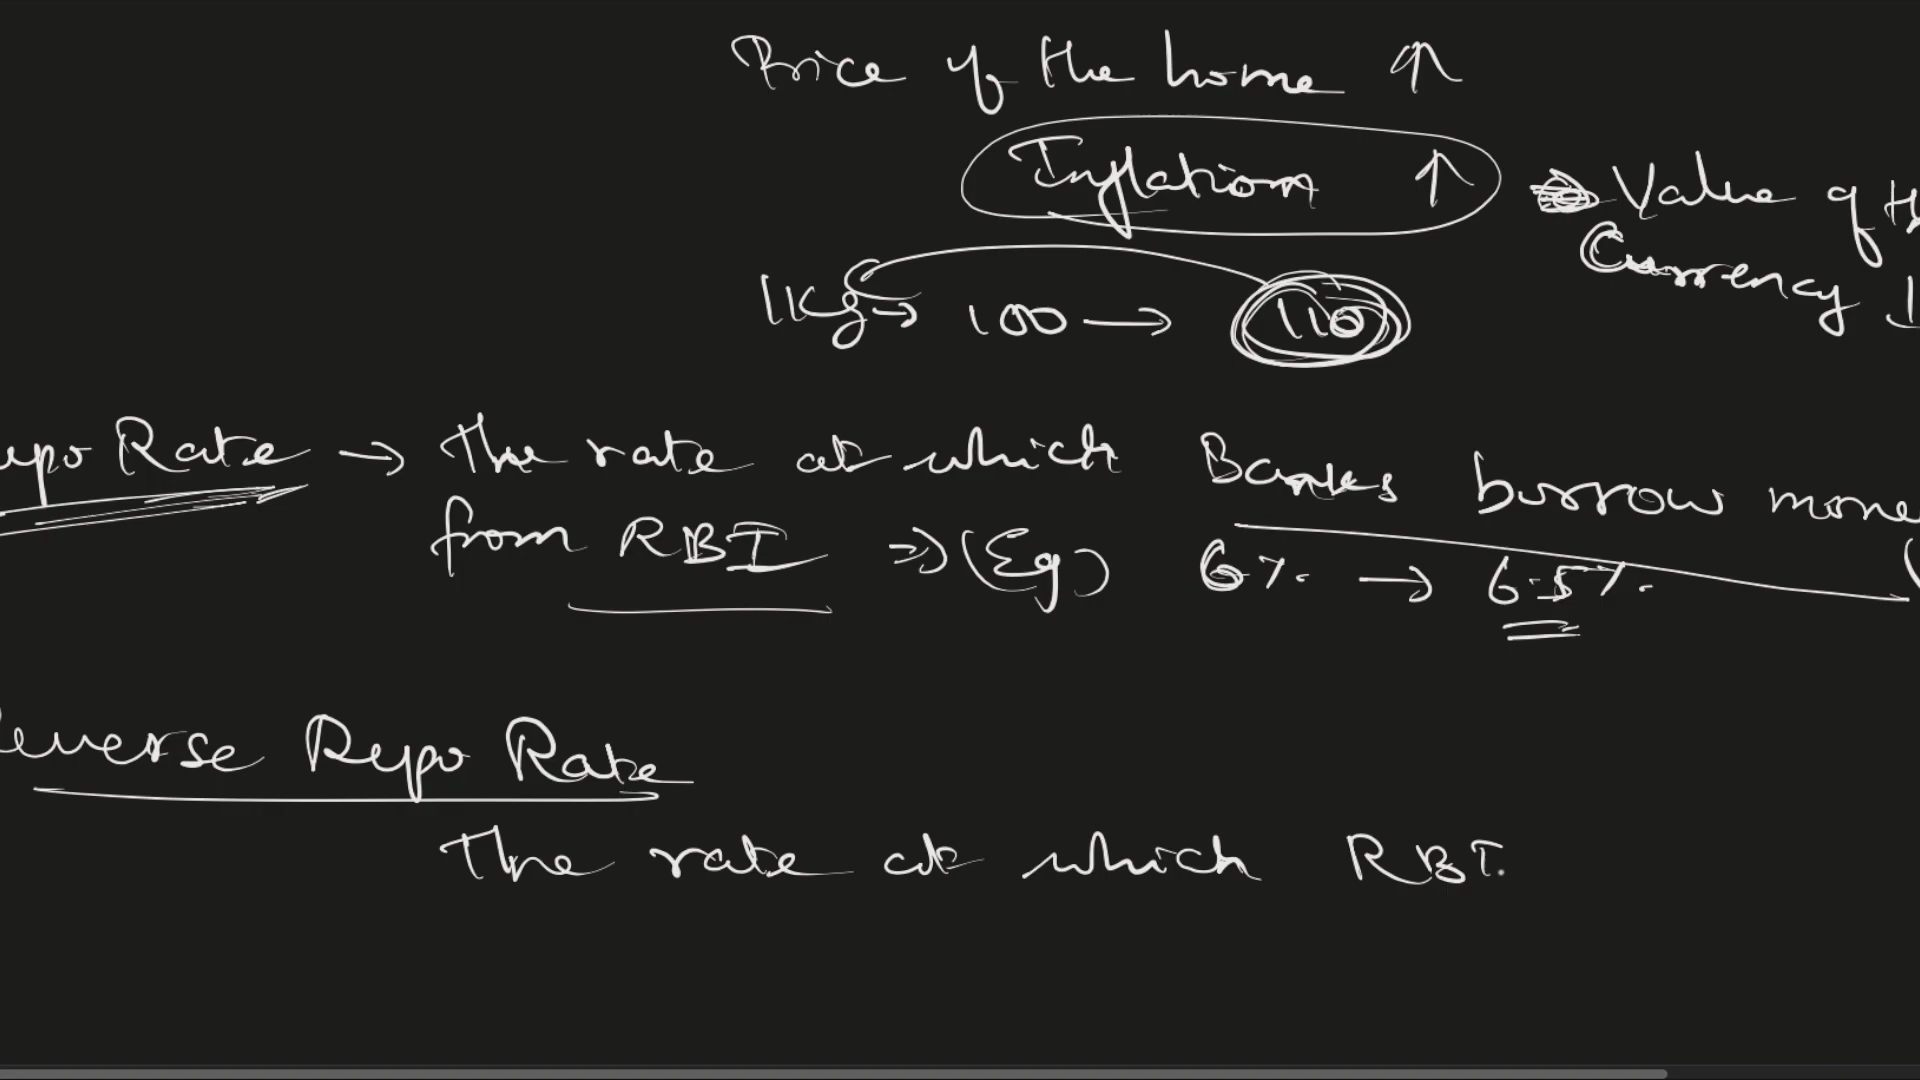 Price of the home ↑
Inflation ↑
Value of
Currency ↓
1Kg → 100 → 110
Repo Rate → the rate at which Banks borrow money
from RBI ⇒ (Eg) 6% → 6.5%
Reverse Repo Rate
The rate at which RBI.